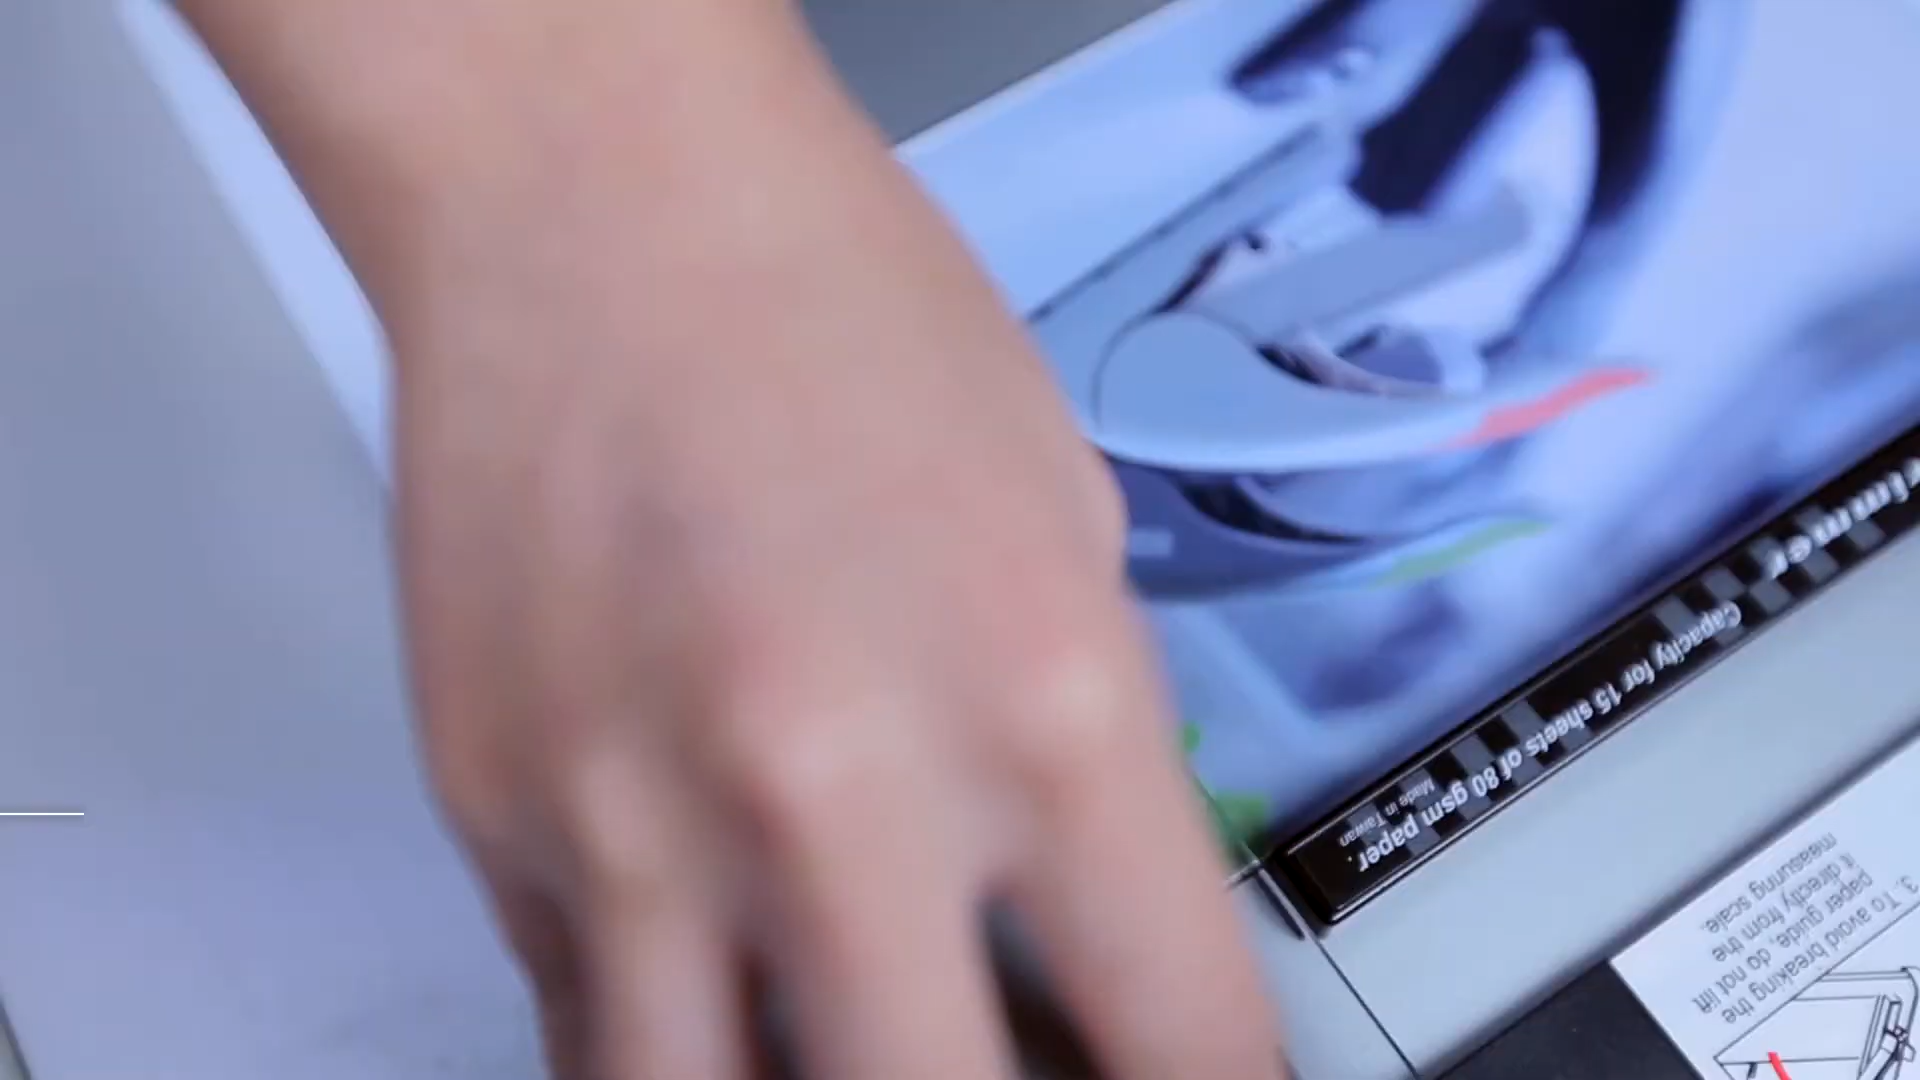 Capacity for 15 sheets of 80 gsm paper.
Made in Taiwan
3. To avoid breaking the
paper guide, do not lift
it directly from the
measuring scale.